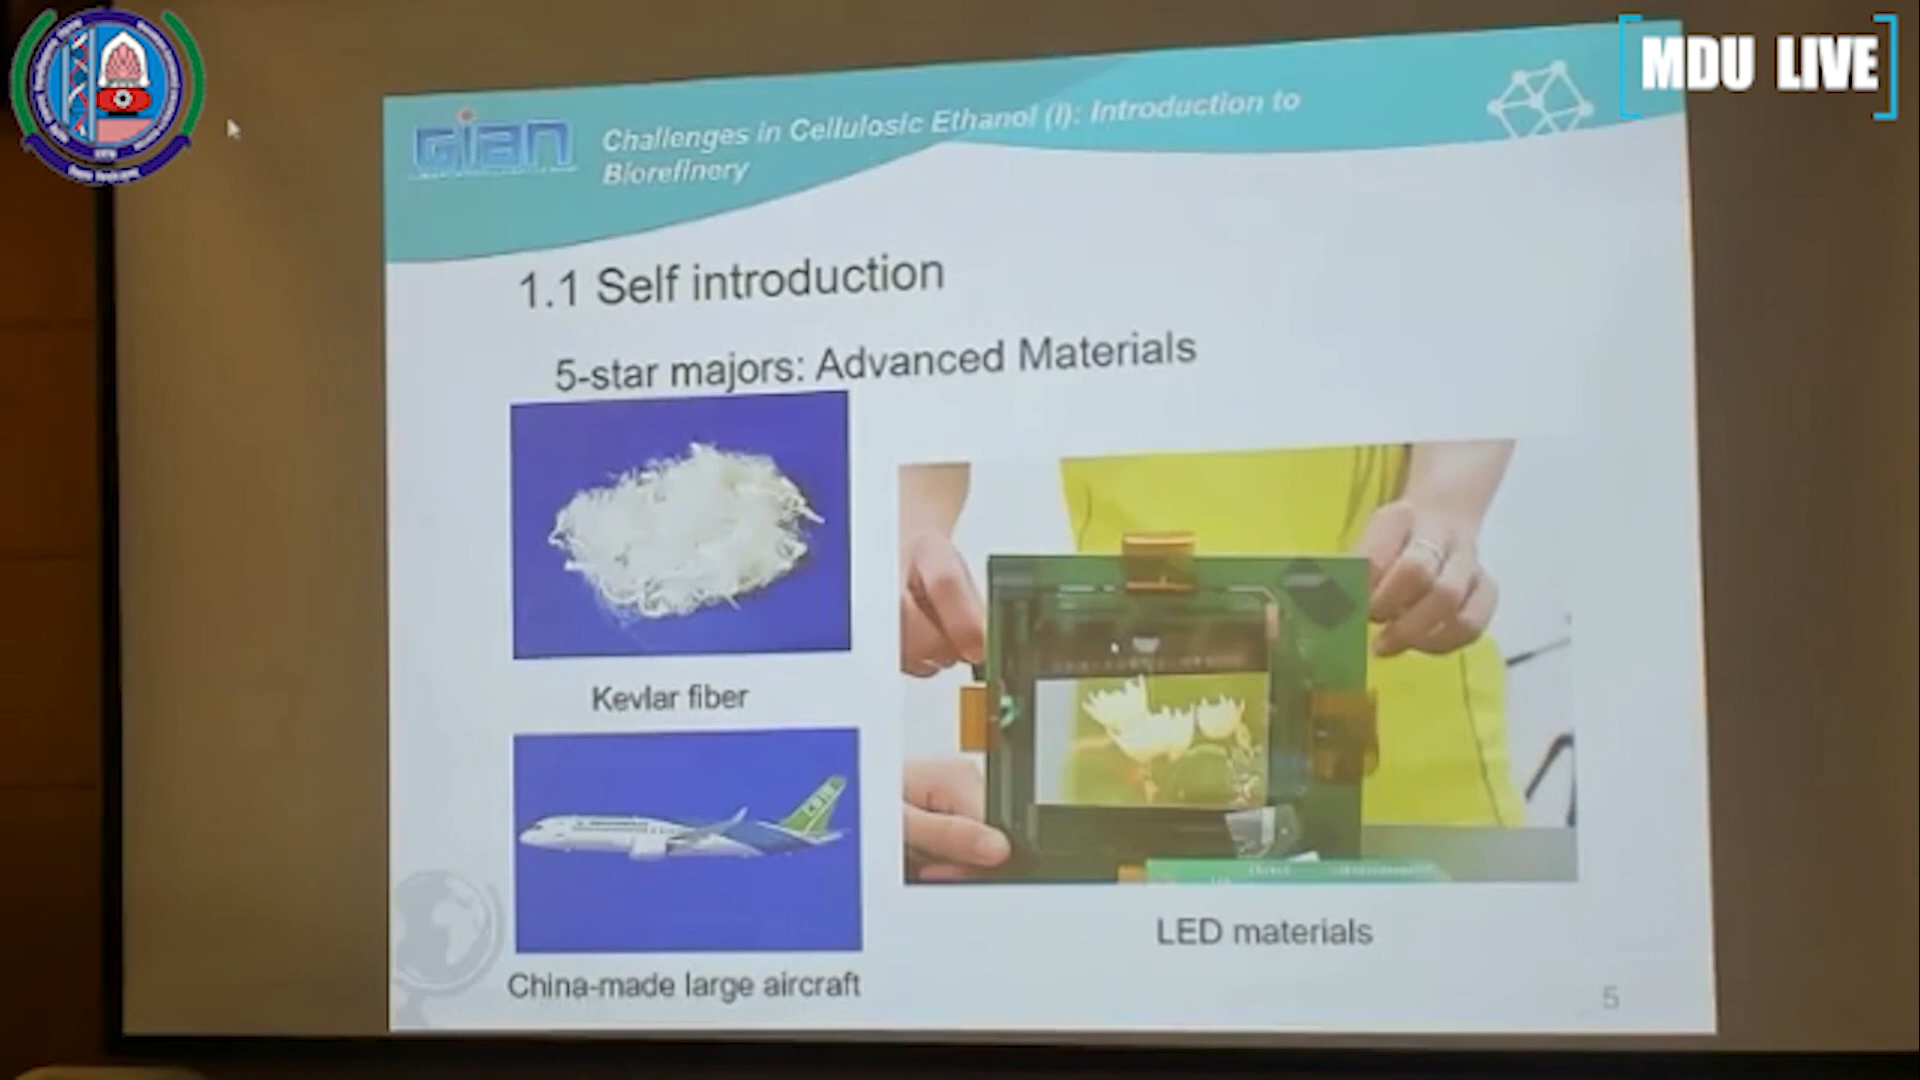 MDU LIVE
GIAN
Challenges in Cellulosic Ethanol (I): Introduction to
Biorefinery
1.1 Self introduction
5-star majors: Advanced Materials
Kevlar fiber
China-made large aircraft
LED materials
5